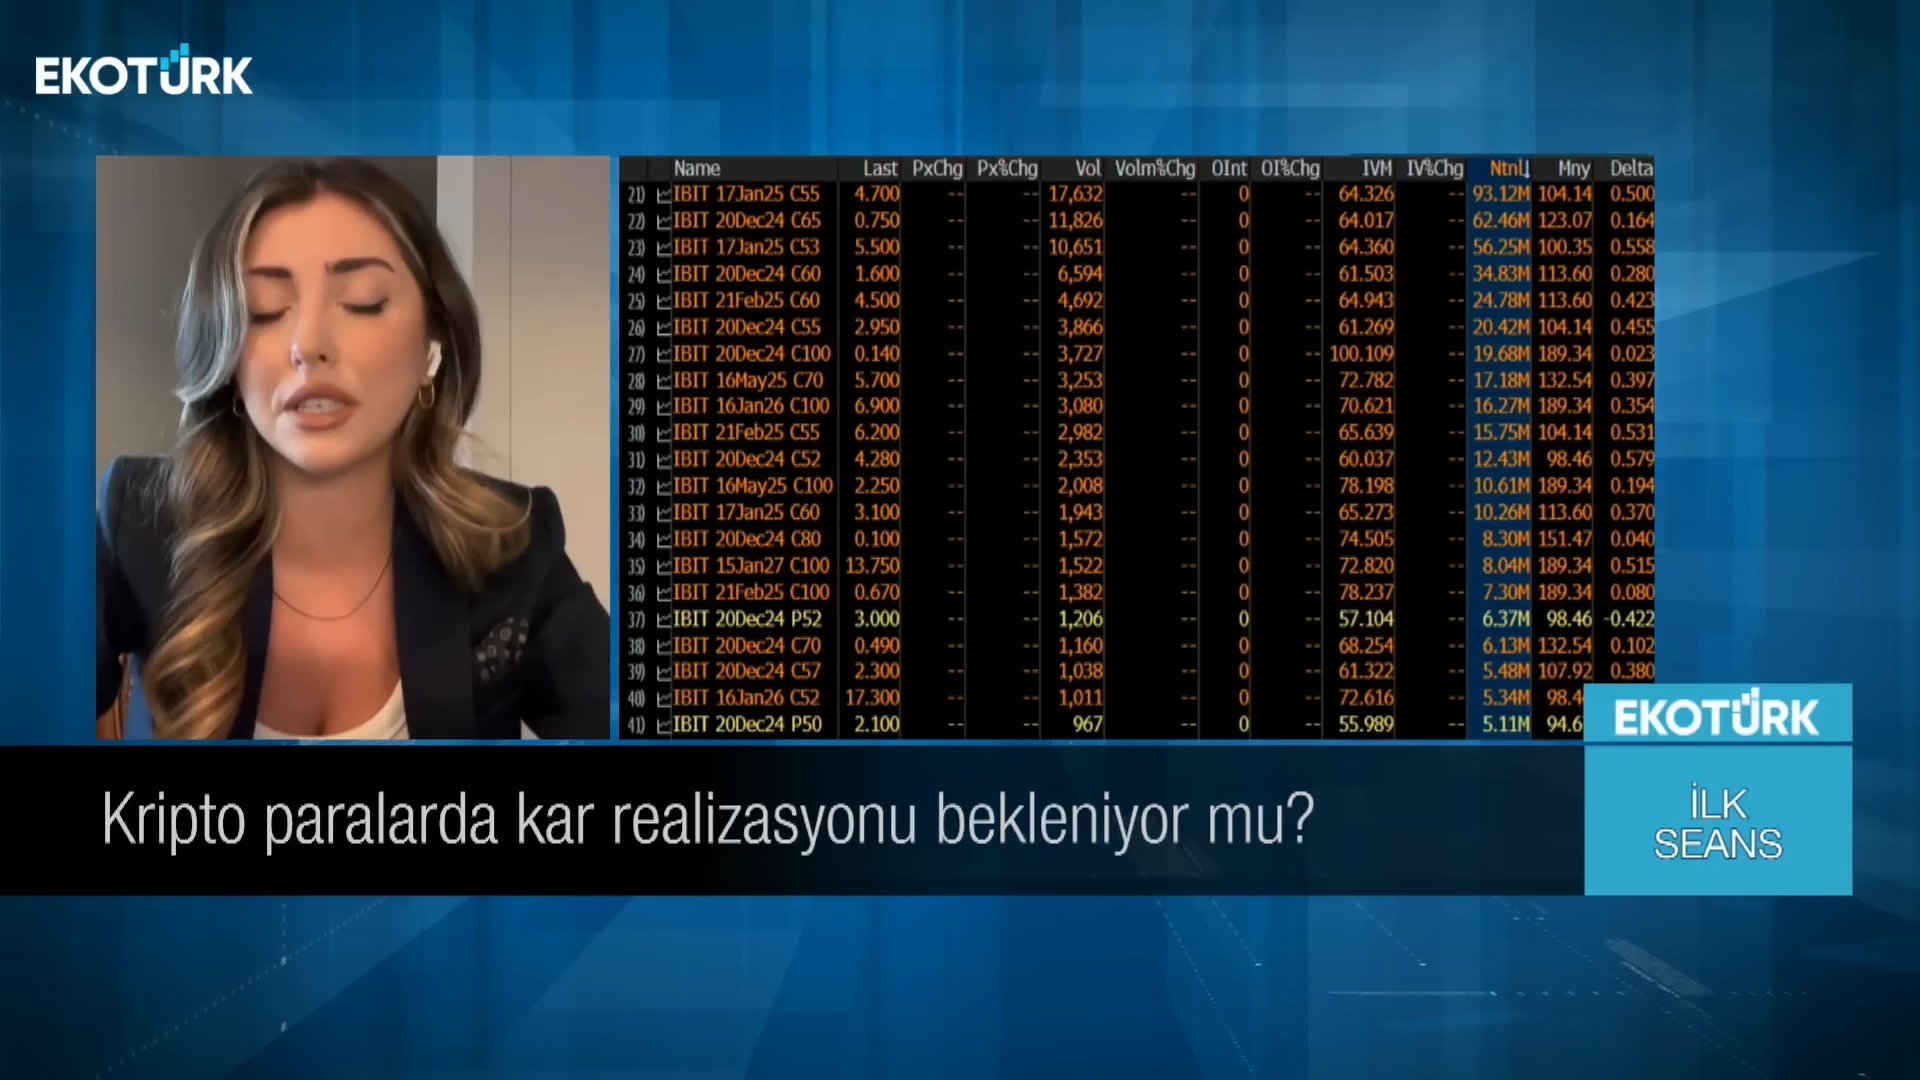 EKOTÜRK
Name Last PxChg Px%Chg Vol Volm%Chg OInt OI%Chg IVM IV%Chg Ntnl↓ Mny Delta
21) IBIT 17Jan25 C55 4.700 -- -- 17,632 -- 0 -- 64.326 -- 93.12M 104.14 0.500
22) IBIT 20Dec24 C65 0.750 -- -- 11,826 -- 0 -- 64.017 -- 62.46M 123.07 0.164
23) IBIT 17Jan25 C53 5.500 -- -- 10,651 -- 0 -- 64.360 -- 56.25M 100.35 0.558
24) IBIT 20Dec24 C60 1.600 -- -- 6,594 -- 0 -- 61.503 -- 34.83M 113.60 0.280
25) IBIT 21Feb25 C60 4.500 -- -- 4,692 -- 0 -- 64.943 -- 24.78M 113.60 0.423
26) IBIT 20Dec24 C55 2.950 -- -- 3,866 -- 0 -- 61.269 -- 20.42M 104.14 0.455
27) IBIT 20Dec24 C100 0.140 -- -- 3,727 -- 0 -- 100.109 -- 19.68M 189.34 0.023
28) IBIT 16May25 C70 5.700 -- -- 3,253 -- 0 -- 72.782 -- 17.18M 132.54 0.397
29) IBIT 16Jan26 C100 6.900 -- -- 3,080 -- 0 -- 70.621 -- 16.27M 189.34 0.354
30) IBIT 21Feb25 C55 6.200 -- -- 2,982 -- 0 -- 65.639 -- 15.75M 104.14 0.531
31) IBIT 20Dec24 C52 4.280 -- -- 2,353 -- 0 -- 60.037 -- 12.43M 98.46 0.579
32) IBIT 16May25 C100 2.250 -- -- 2,008 -- 0 -- 78.198 -- 10.61M 189.34 0.194
33) IBIT 17Jan25 C60 3.100 -- -- 1,943 -- 0 -- 65.273 -- 10.26M 113.60 0.370
34) IBIT 20Dec24 C80 0.100 -- -- 1,572 -- 0 -- 74.505 -- 8.30M 151.47 0.040
35) IBIT 15Jan27 C100 13.750 -- -- 1,522 -- 0 -- 72.820 -- 8.04M 189.34 0.515
36) IBIT 21Feb25 C100 0.670 -- -- 1,382 -- 0 -- 78.237 -- 7.30M 189.34 0.080
37) IBIT 20Dec24 P52 3.000 -- -- 1,206 -- 0 -- 57.104 -- 6.37M 98.46 -0.422
38) IBIT 20Dec24 C70 0.490 -- -- 1,160 -- 0 -- 68.254 -- 6.13M 132.54 0.102
39) IBIT 20Dec24 C57 2.300 -- -- 1,038 -- 0 -- 61.322 -- 5.48M 107.92 0.380
40) IBIT 16Jan26 C52 17.300 -- -- 1,011 -- 0 -- 72.616 -- 5.34M 98.4
41) IBIT 20Dec24 P50 2.100 -- -- 967 -- 0 -- 55.989 -- 5.11M 94.6
EKOTÜRK
Kripto paralarda kar realizasyonu bekleniyor mu?
İLK
SEANS